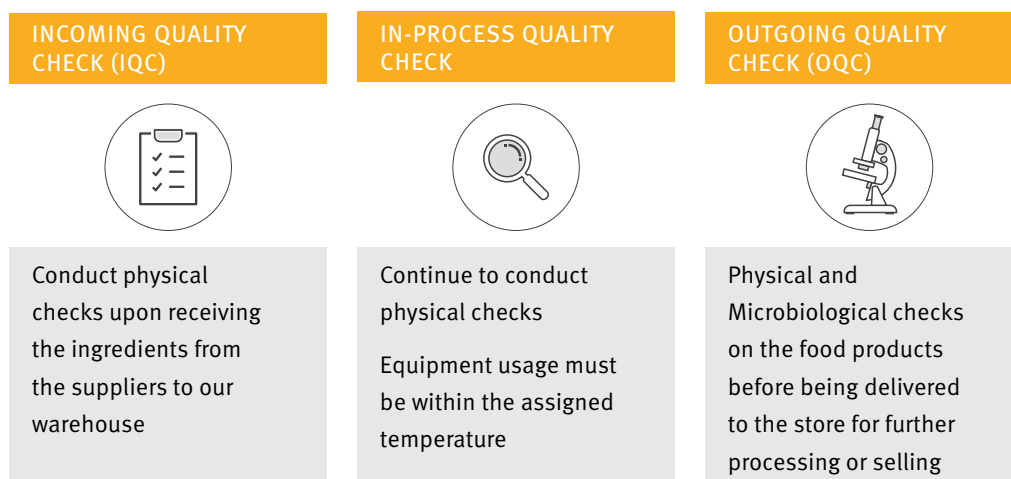 INCOMING QUALITY
CHECK (IQC)
Conduct physical
checks upon receiving
the ingredients from
the suppliers to our
warehouse
IN-PROCESS QUALITY
CHECK
Continue to conduct
physical checks
Equipment usage must
be within the assigned
temperature
OUTGOING QUALITY
CHECK (OQC)
Physical and
Microbiological checks
on the food products
before being delivered
to the store for further
processing or selling